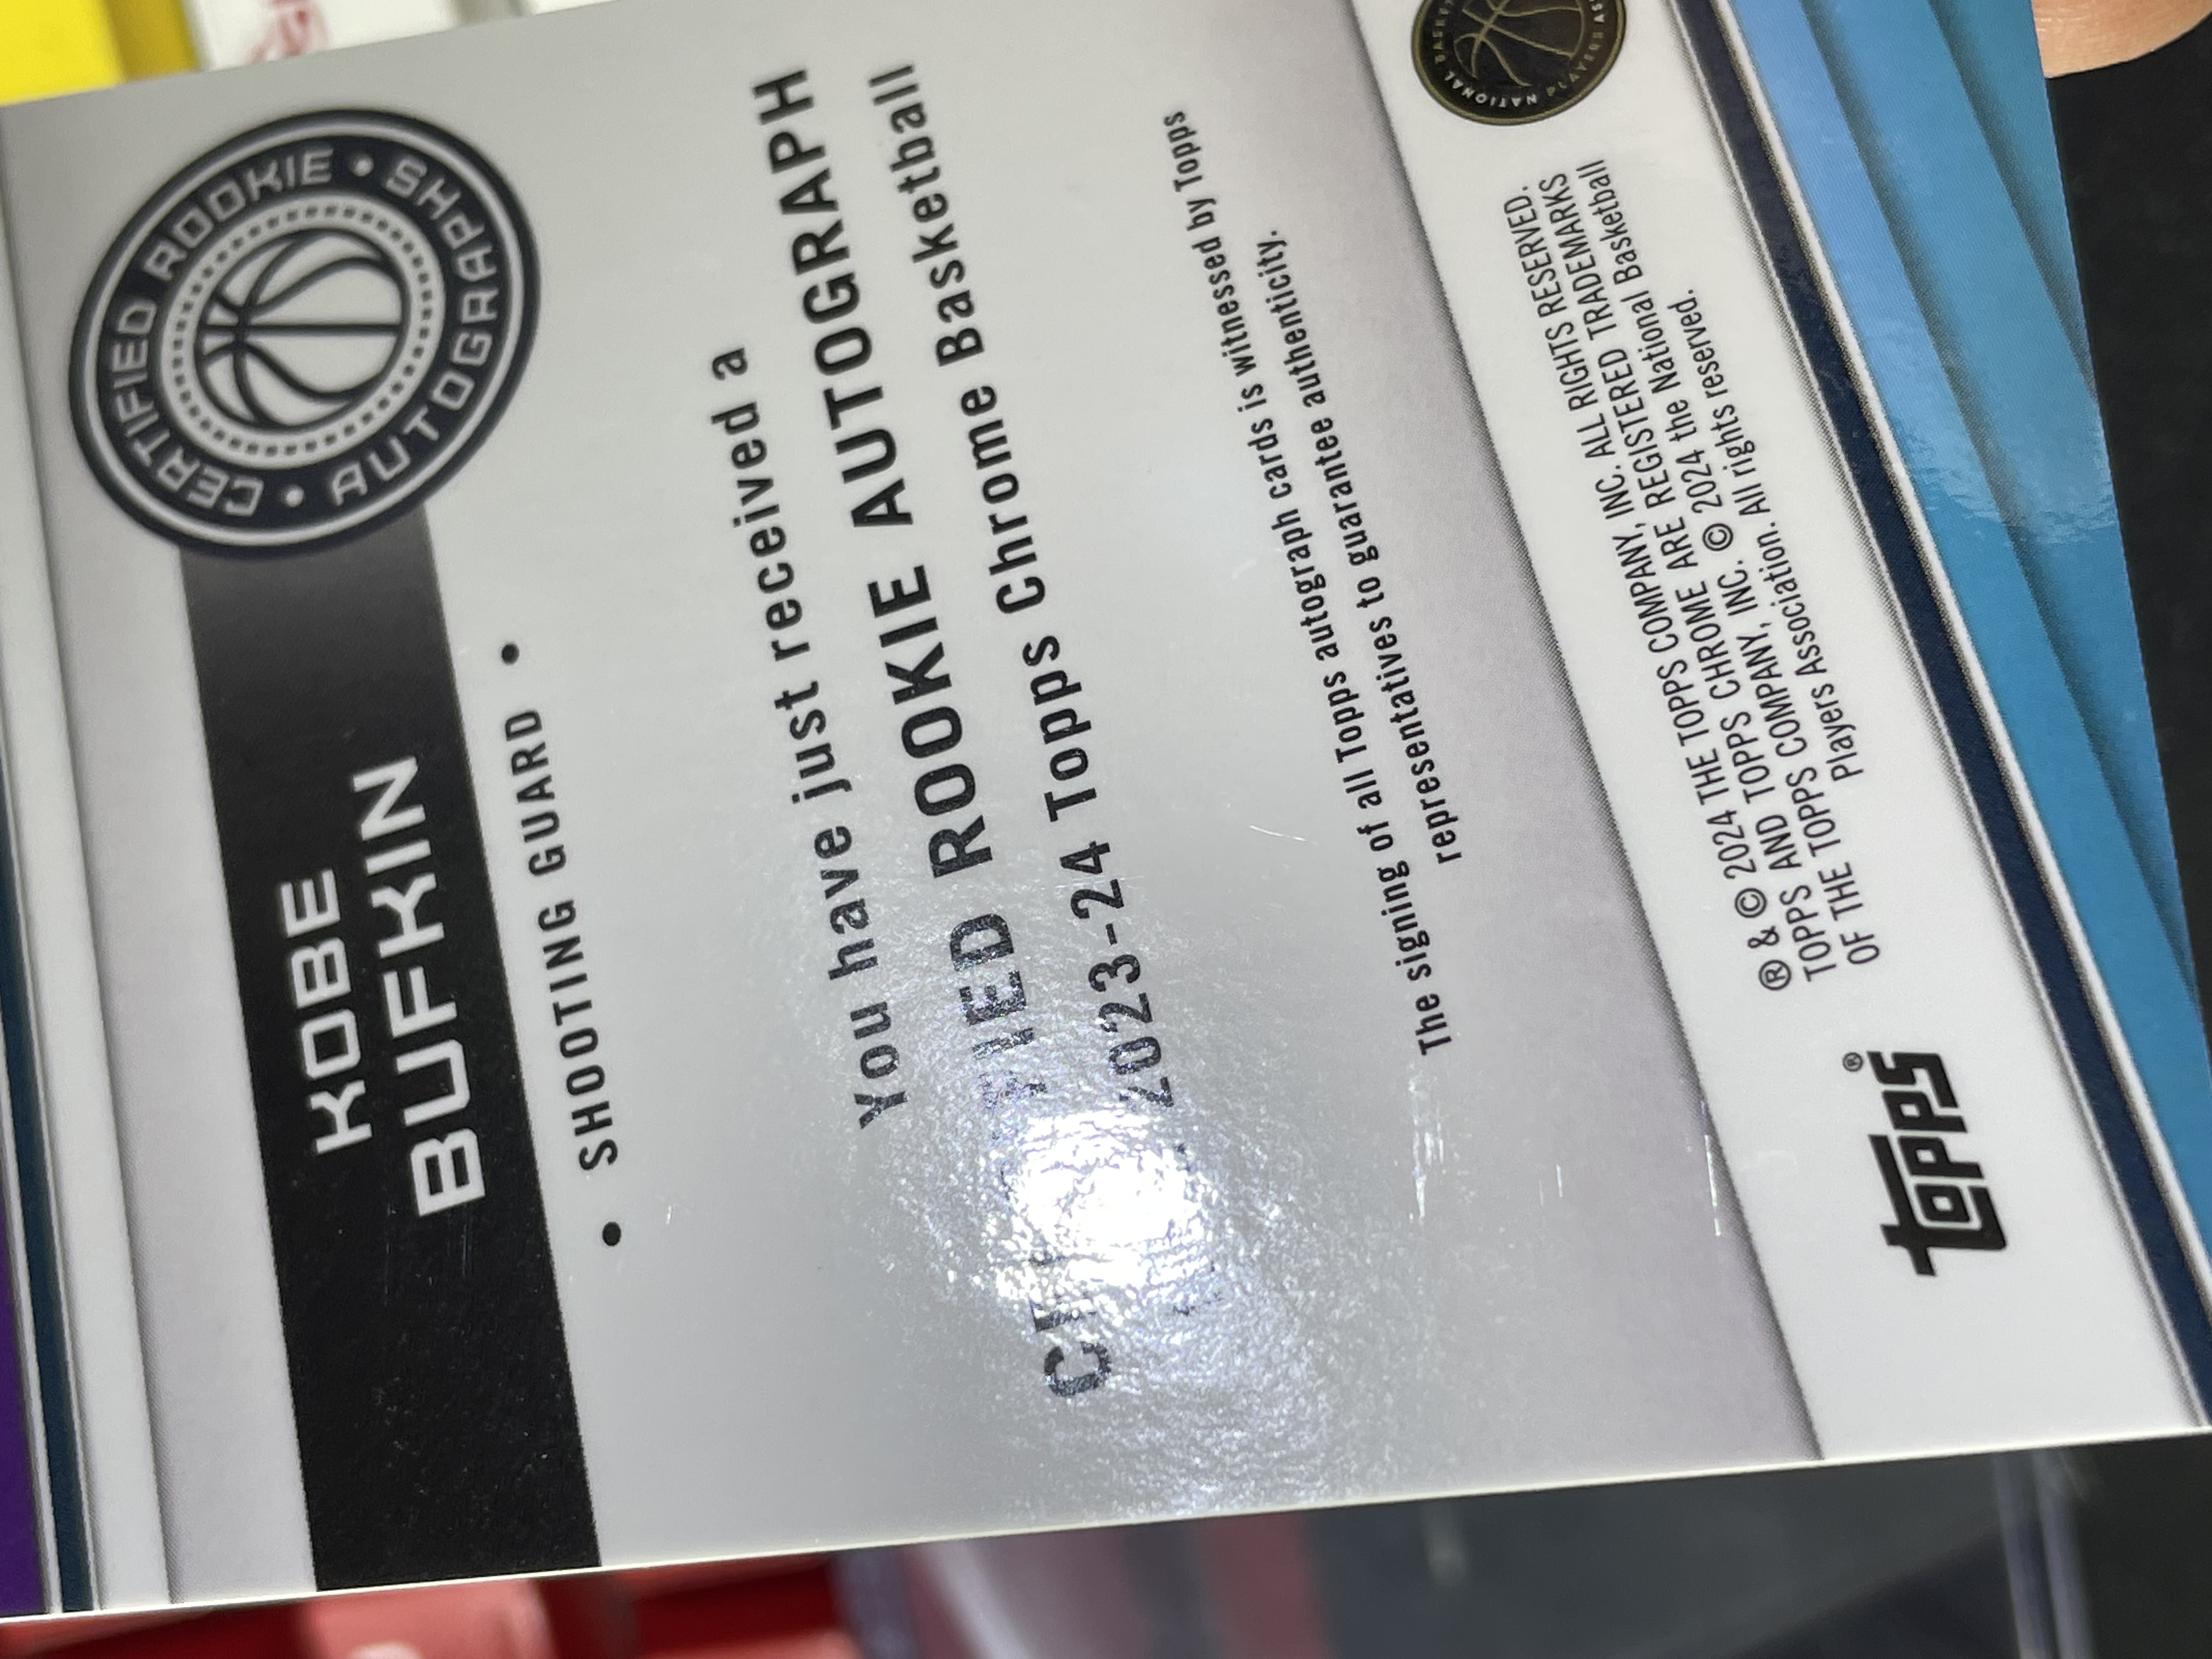 CERTIFIED ROOKIE • AUTOGRAPHS •
KOBE
BUFKIN
• SHOOTING GUARD •
You have just received a
ROOKIE AUTOGRAPH
2023-24 Topps Chrome Basketball
The signing of all Topps autograph cards is witnessed by Topps
representatives to guarantee authenticity.
® & © 2024 THE TOPPS COMPANY, INC. ALL RIGHTS RESERVED.
TOPPS AND TOPPS CHROME ARE REGISTERED TRADEMARKS
OF THE TOPPS COMPANY, INC. © 2024 the National Basketball
Players Association. All rights reserved.
topps®
NATIONAL PLAYERS